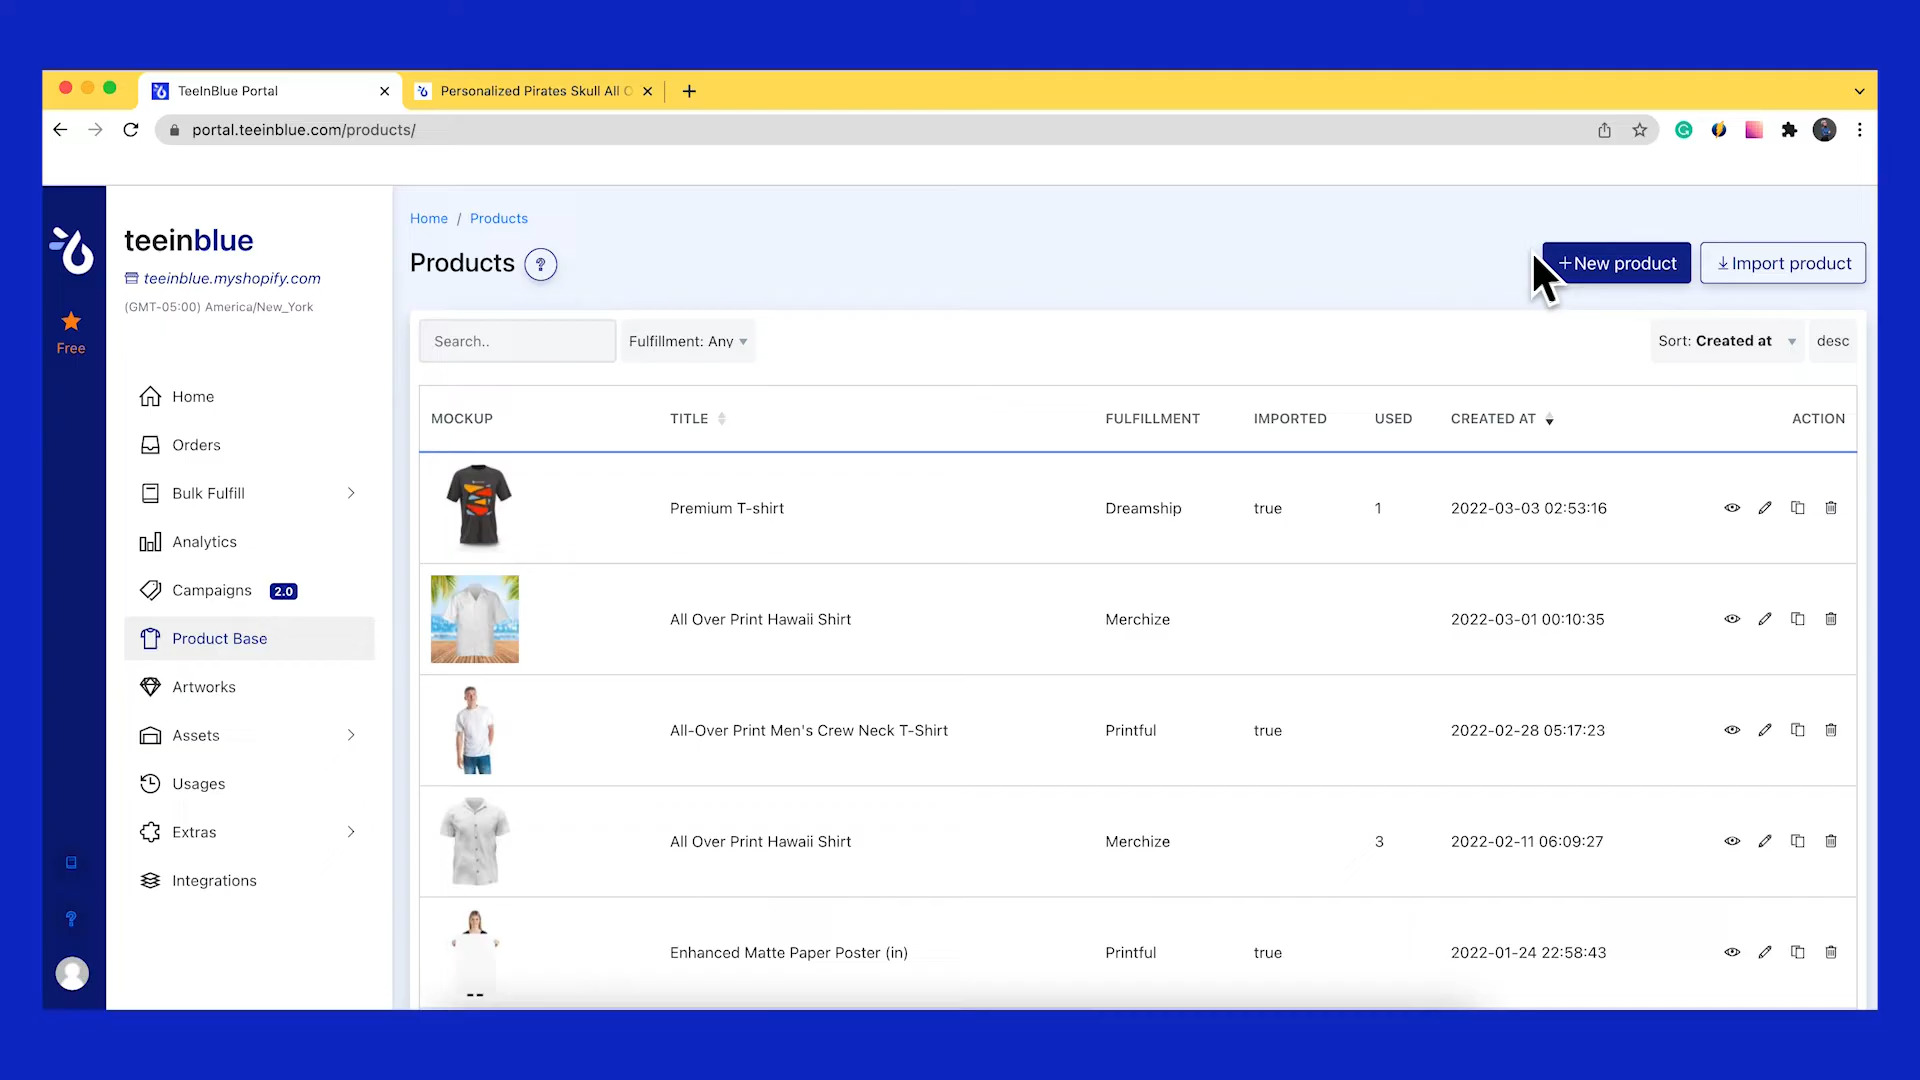 TeeInBlue Portal
Personalized Pirates Skull All O
portal.teeinblue.com/products/
teeinblue
teeinblue.myshopify.com
(GMT-05:00) America/New_York
Free
Home
Orders
Bulk Fulfill
Analytics
Campaigns 2.0
Product Base
Artworks
Assets
Usages
Extras
Integrations
?
Home / Products
Products ?
+New product
Import product
Search..
Fulfillment: Any
Sort: Created at
desc
MOCKUP TITLE FULFILLMENT IMPORTED USED CREATED AT ACTION
Premium T-shirt Dreamship true 1 2022-03-03 02:53:16
All Over Print Hawaii Shirt Merchize 2022-03-01 00:10:35
All-Over Print Men's Crew Neck T-Shirt Printful true 2022-02-28 05:17:23
All Over Print Hawaii Shirt Merchize 3 2022-02-11 06:09:27
Enhanced Matte Paper Poster (in) Printful true 2022-01-24 22:58:43